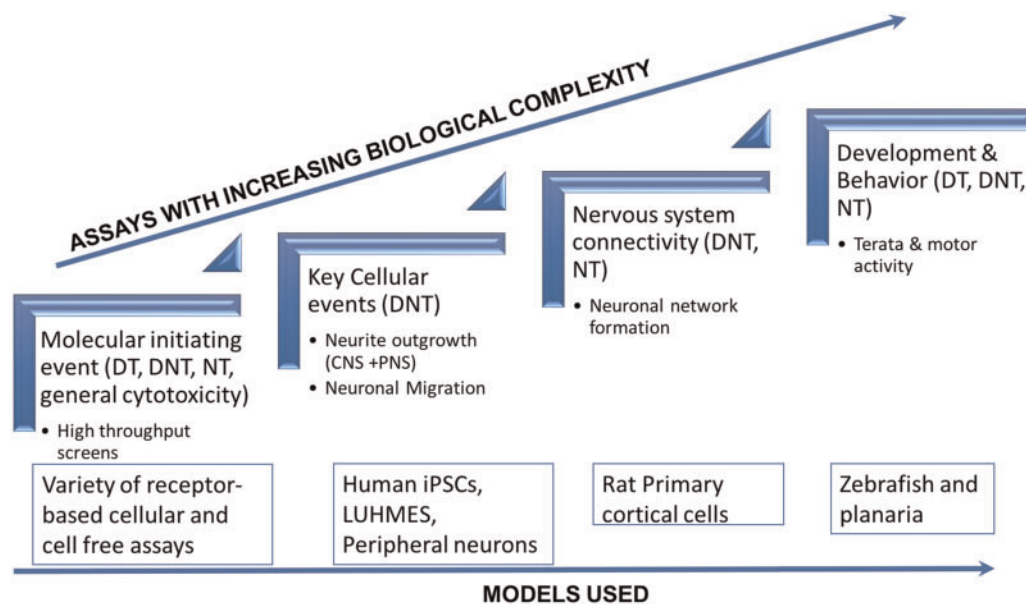 ASSAYS WITH INCREASING BIOLOGICAL COMPLEXITY
Molecular initiating
event (DT, DNT, NT,
general cytotoxicity)
• High throughput
screens
Key Cellular
events (DNT)
• Neurite outgrowth
(CNS +PNS)
• Neuronal Migration
Nervous system
connectivity (DNT,
NT)
• Neuronal network
formation
Development &
Behavior (DT, DNT,
NT)
• Terata & motor
activity
Variety of receptor-
based cellular and
cell free assays
Human iPSCs,
LUHMES,
Peripheral neurons
Rat Primary
cortical cells
Zebrafish and
planaria
MODELS USED